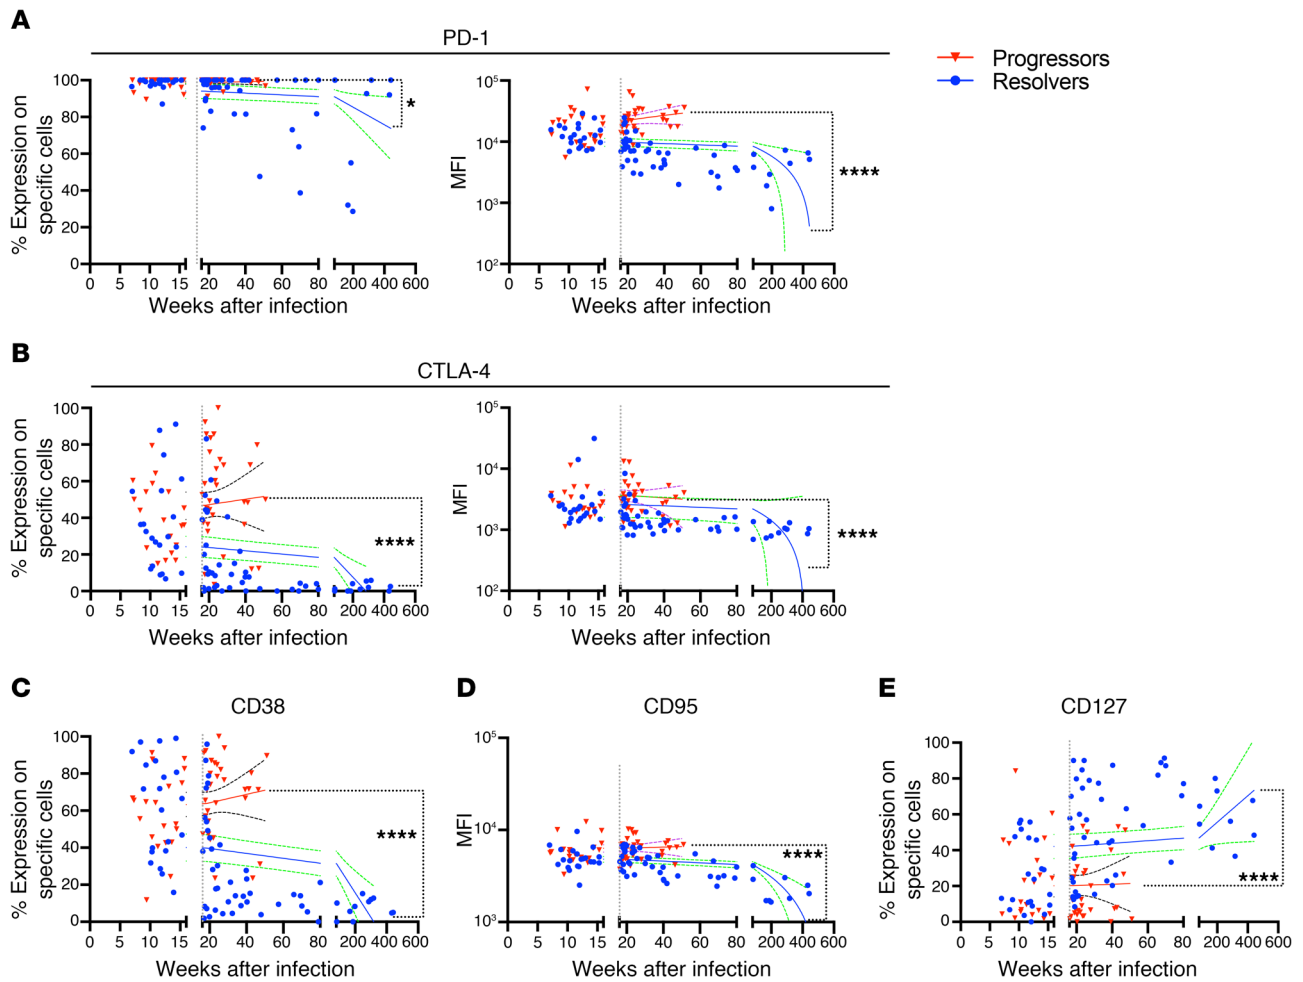 A
PD-1
Progressors
Resolvers
% Expression on
specific cells
100
80
60
40
20
0
0 5 10 15 20 40 60 80 200 400 600
Weeks after infection
*
MFI
10⁵
10⁴
10³
10²
0 5 10 15 20 40 60 80 200 400 600
Weeks after infection
****
B
CTLA-4
% Expression on
specific cells
100
80
60
40
20
0
0 5 10 15 20 40 60 80 200 400 600
Weeks after infection
****
MFI
10⁵
10⁴
10³
10²
0 5 10 15 20 40 60 80 200 400 600
Weeks after infection
****
C
CD38
% Expression on
specific cells
100
80
60
40
20
0
0 5 10 15 20 40 60 80 200 400 600
Weeks after infection
****
D
CD95
MFI
10⁵
10⁴
10³
0 5 10 15 20 40 60 80 200 400 600
Weeks after infection
****
E
CD127
% Expression on
specific cells
100
80
60
40
20
0
0 5 10 15 20 40 60 80 200 400 600
Weeks after infection
****